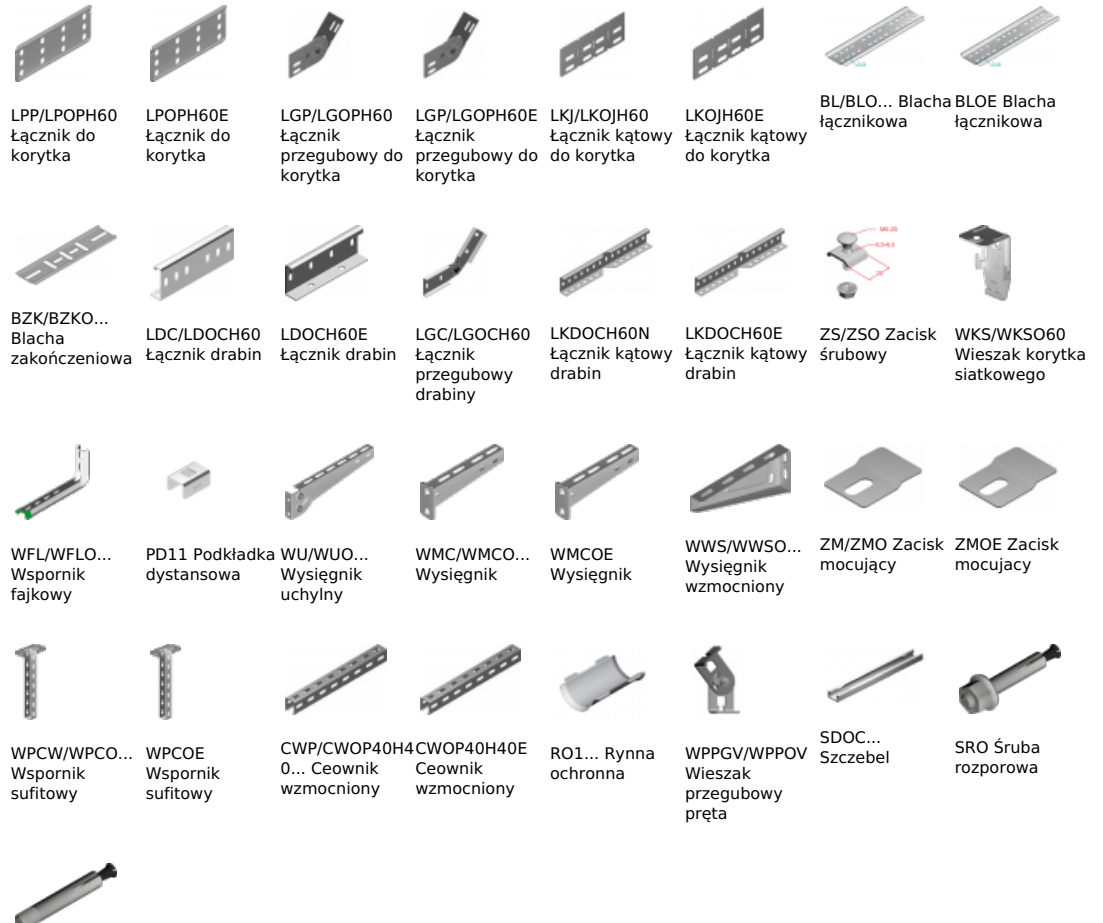 LPP/LPOPH60
Łącznik do
korytka
LPOPH60E
Łącznik do
korytka
LGP/LGOPH60
Łącznik
przegubowy do
korytka
LGP/LGOPH60E
Łącznik
przegubowy do
korytka
LKJ/LKOJH60
Łącznik kątowy
do korytka
LKOJH60E
Łącznik kątowy
do korytka
BL/BLO... Blacha
łącznikowa
BLOE Blacha
łącznikowa
BZK/BZKO...
Blacha
zakończeniowa
LDC/LDOCH60
Łącznik drabin
LDOCH60E
Łącznik drabin
LGC/LGOCH60
Łącznik
przegubowy
drabiny
LKDOCH60N
Łącznik kątowy
drabin
LKDOCH60E
Łącznik kątowy
drabin
ZS/ZSO Zacisk
śrubowy
WKS/WKSO60
Wieszak korytka
siatkowego
WFL/WFLO...
Wspornik
fajkowy
PD11 Podkładka
dystansowa
WU/WUO...
Wysięgnik
uchylny
WMC/WMCO...
Wysięgnik
WMCOE
Wysięgnik
WWS/WWSO...
Wysięgnik
wzmocniony
ZM/ZMO Zacisk
mocujący
ZMOE Zacisk
mocujacy
WPCW/WPCO...
Wspornik
sufitowy
WPCOE
Wspornik
sufitowy
CWP/CWOP40H4
0... Ceownik
wzmocniony
CWOP40H40E
Ceownik
wzmocniony
RO1... Rynna
ochronna
WPPGV/WPPOV
Wieszak
przegubowy
pręta
SDOC...
Szczebel
SRO Śruba
rozporowa